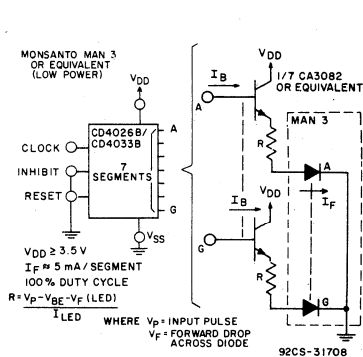 MONSANTO MAN 3
OR EQUIVALENT
(LOW POWER)
VDD
CD4026B/
CD4033B
7
SEGMENTS
A
G
CLOCK
INHIBIT
RESET
VSS
VDD ≥ 3.5 V
IF ≈ 5 mA/SEGMENT
100% DUTY CYCLE
R = VP-VBE-VF (LED)
ILED
VDD
IB
1/7 CA3082
OR EQUIVALENT
A
R
MAN 3
A
IF
VDD
IB
G
R
G
WHERE VP = INPUT PULSE
VF = FORWARD DROP
ACROSS DIODE
92CS-31708